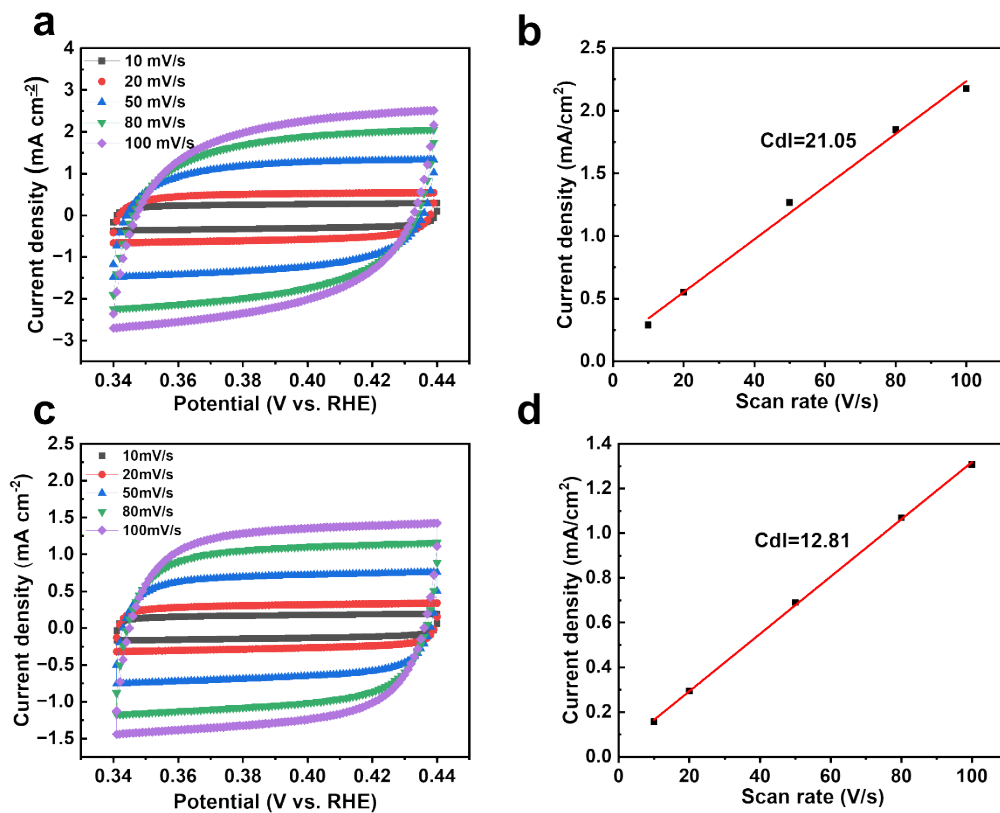 a
4
3
2
1
0
−1
−2
−3
Current density (mA cm⁻²)
10 mV/s
20 mV/s
50 mV/s
80 mV/s
100 mV/s
0.34 0.36 0.38 0.40 0.42 0.44
Potential (V vs. RHE)
b
2.5
2.0
1.5
1.0
0.5
0.0
Current density (mA/cm²)
Cdl=21.05
0 20 40 60 80 100
Scan rate (V/s)
c
2.5
2.0
1.5
1.0
0.5
0.0
−0.5
−1.0
−1.5
Current density (mA cm⁻²)
10mV/s
20mV/s
50mV/s
80mV/s
100mV/s
0.34 0.36 0.38 0.40 0.42 0.44
Potential (V vs. RHE)
d
1.4
1.2
1.0
0.8
0.6
0.4
0.2
0.0
Current density (mA/cm²)
Cdl=12.81
0 20 40 60 80 100
Scan rate (V/s)